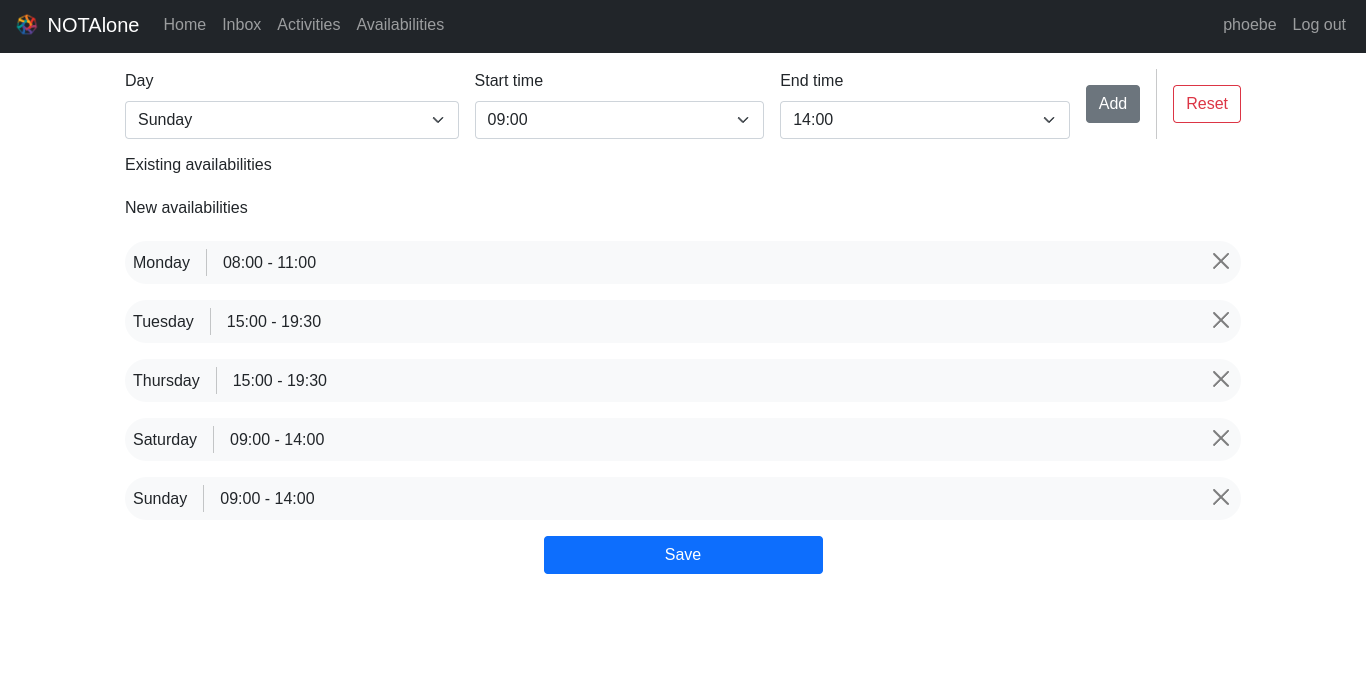 NOTAlone Home Inbox Activities Availabilities phoebe Log out
Day Start time End time
Sunday 09:00 14:00 Add Reset
Existing availabilities
New availabilities
Monday 08:00 - 11:00
Tuesday 15:00 - 19:30
Thursday 15:00 - 19:30
Saturday 09:00 - 14:00
Sunday 09:00 - 14:00
Save